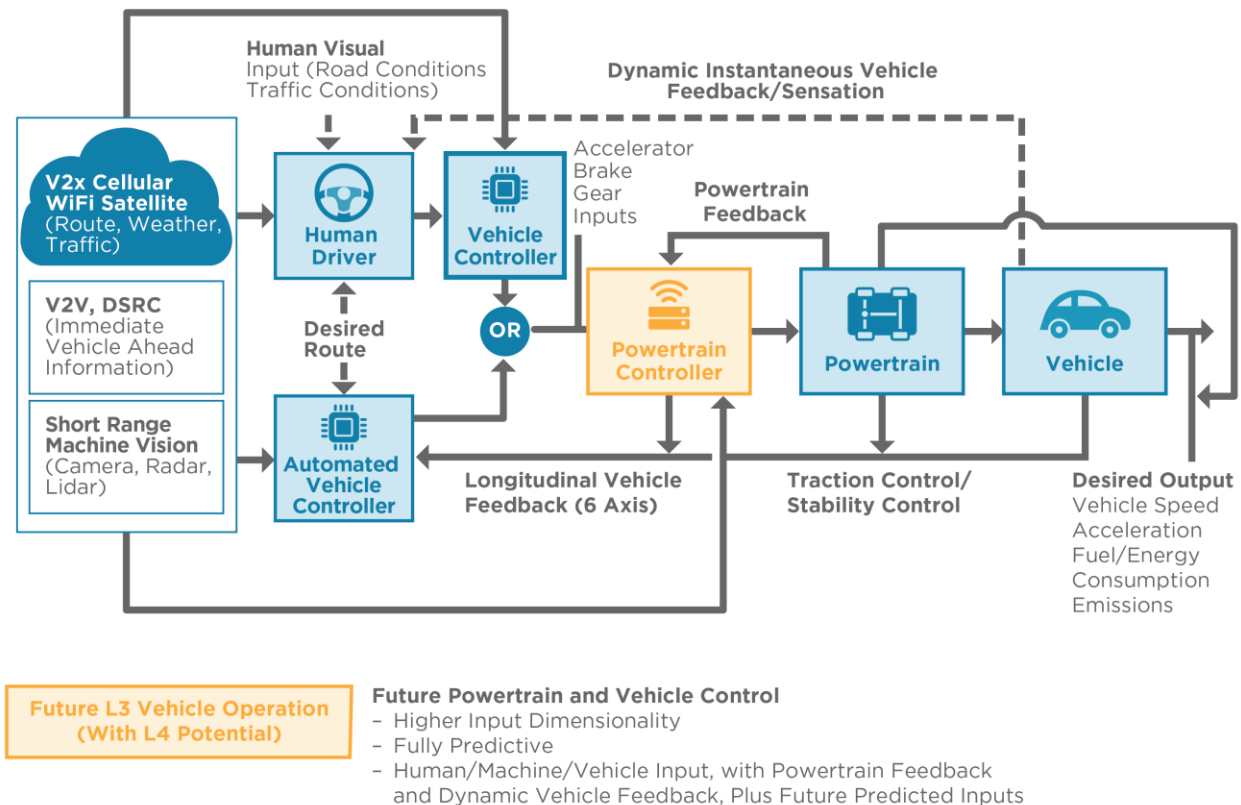 Human Visual
Input (Road Conditions
Traffic Conditions)
Dynamic Instantaneous Vehicle
Feedback/Sensation
V2x Cellular
WiFi Satellite
(Route, Weather,
Traffic)
Human
Driver
Vehicle
Controller
Accelerator
Brake
Gear
Inputs
Powertrain
Feedback
V2V, DSRC
(Immediate
Vehicle Ahead
Information)
Desired
Route
OR
Powertrain
Controller
Powertrain
Vehicle
Short Range
Machine Vision
(Camera, Radar,
Lidar)
Automated
Vehicle
Controller
Longitudinal Vehicle
Feedback (6 Axis)
Traction Control/
Stability Control
Desired Output
Vehicle Speed
Acceleration
Fuel/Energy
Consumption
Emissions
Future L3 Vehicle Operation
(With L4 Potential)
Future Powertrain and Vehicle Control
– Higher Input Dimensionality
– Fully Predictive
– Human/Machine/Vehicle Input, with Powertrain Feedback
and Dynamic Vehicle Feedback, Plus Future Predicted Inputs